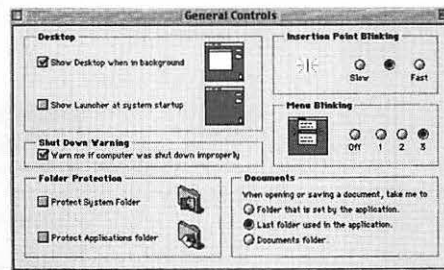 General Controls
Desktop
Show Desktop when in background
Show Launcher at system startup
Shut Down Warning
Warn me if computer was shut down improperly
Folder Protection
Protect System Folder
Protect Applications folder
Insertion Point Blinking
Slow Fast
Menu Blinking
Off 1 2 3
Documents
When opening or saving a document, take me to
Folder that is set by the application.
Last folder used in the application.
Documents folder.